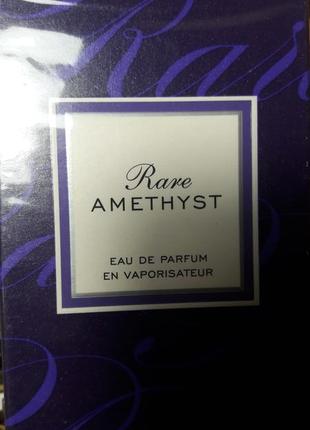 Rare
AMETHYST
EAU DE PARFUM
EN VAPORISATEUR